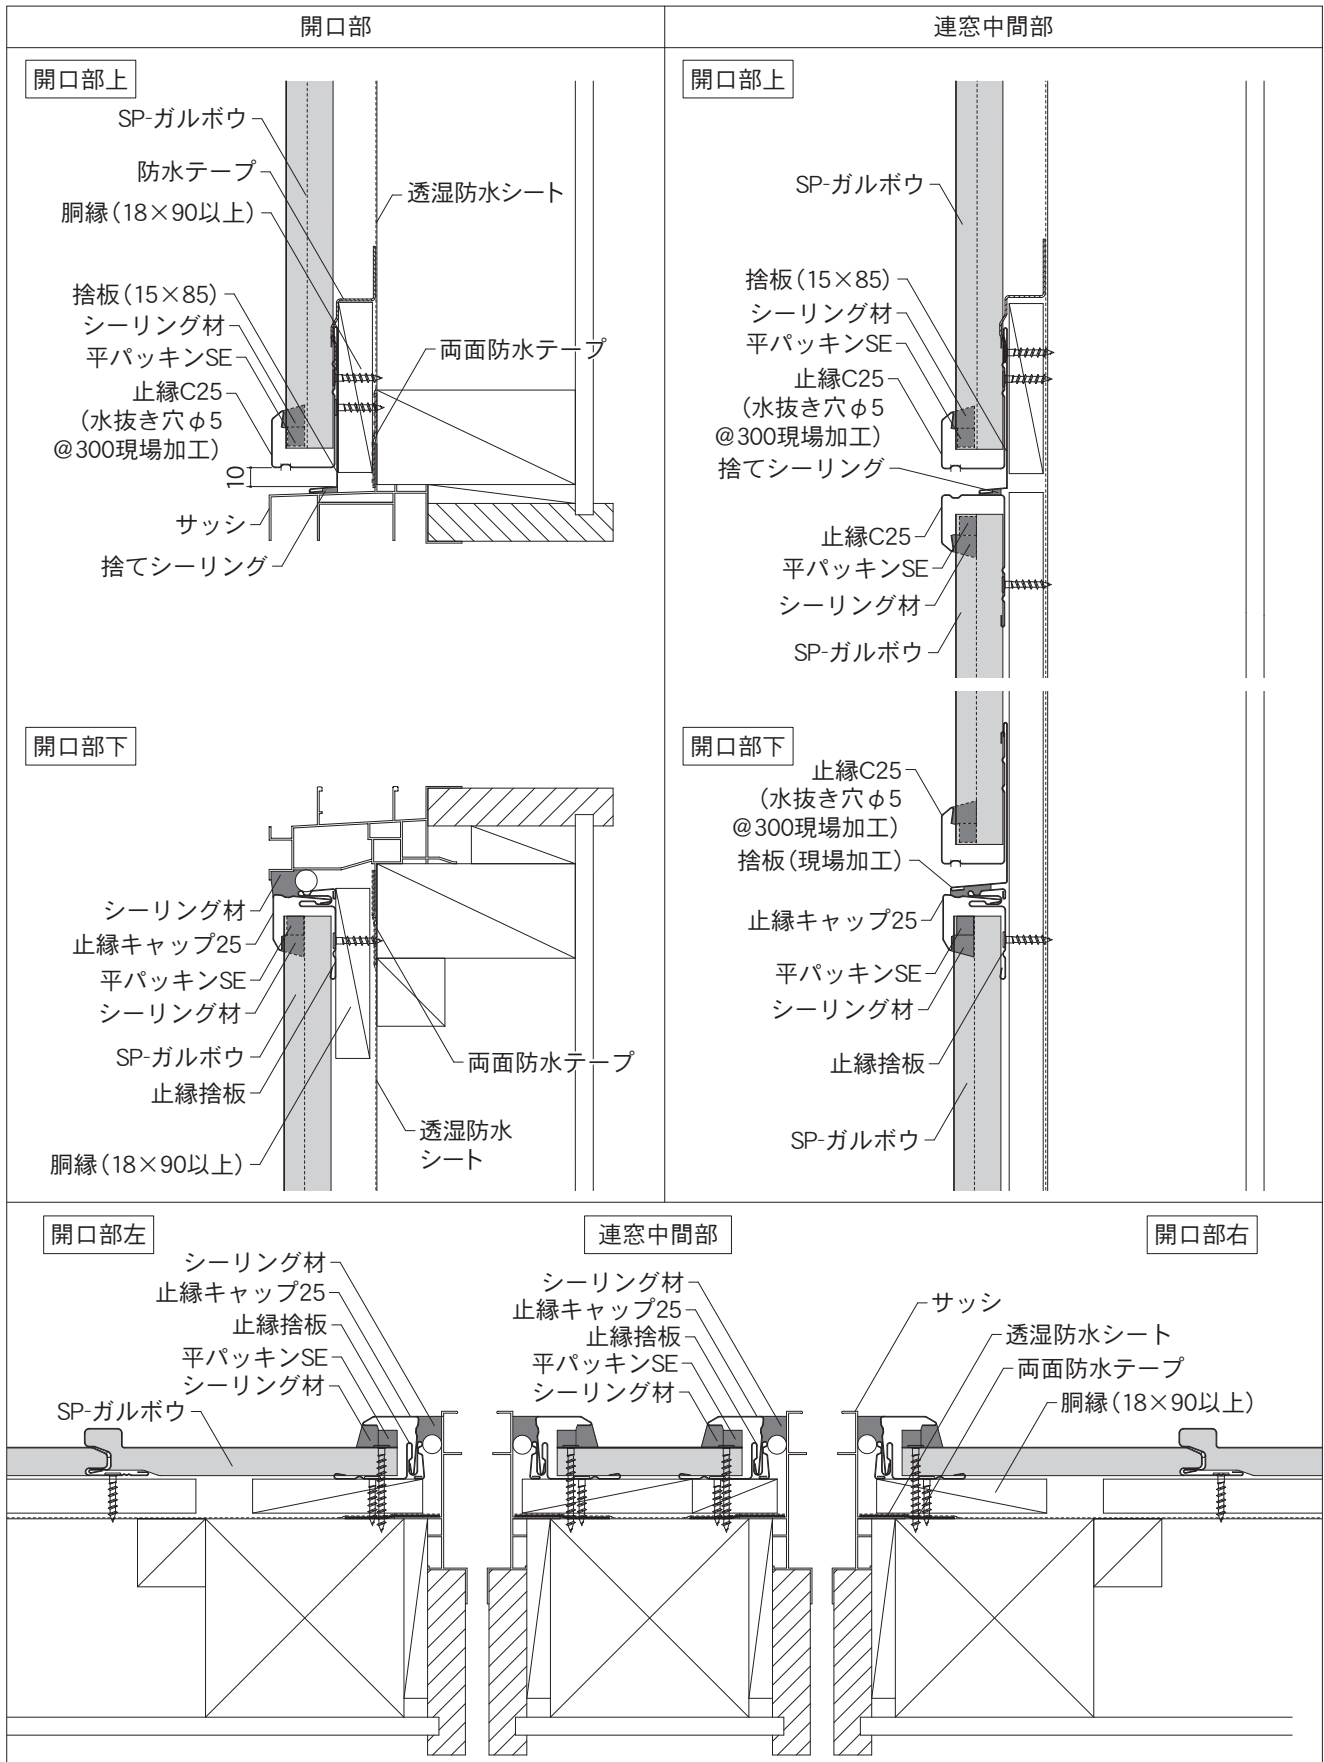 開口部
連窓中間部
開口部上
SP-ガルボウ
防水テープ
透湿防水シート
胴縁(18×90以上)
捨板(15×85)
シーリング材
平パッキンSE
両面防水テープ
止縁C25
(水抜き穴φ5
@300現場加工)
10
サッシ
捨てシーリング
開口部上
SP-ガルボウ
捨板(15×85)
シーリング材
平パッキンSE
止縁C25
(水抜き穴φ5
@300現場加工)
捨てシーリング
止縁C25
平パッキンSE
シーリング材
SP-ガルボウ
開口部下
シーリング材
止縁キャップ25
平パッキンSE
シーリング材
SP-ガルボウ
両面防水テープ
止縁捨板
透湿防水
シート
胴縁(18×90以上)
開口部下
止縁C25
(水抜き穴φ5
@300現場加工)
捨板(現場加工)
止縁キャップ25
平パッキンSE
シーリング材
止縁捨板
SP-ガルボウ
開口部左
シーリング材
止縁キャップ25
止縁捨板
平パッキンSE
シーリング材
SP-ガルボウ
連窓中間部
シーリング材
止縁キャップ25
止縁捨板
平パッキンSE
シーリング材
開口部右
サッシ
透湿防水シート
両面防水テープ
胴縁(18×90以上)